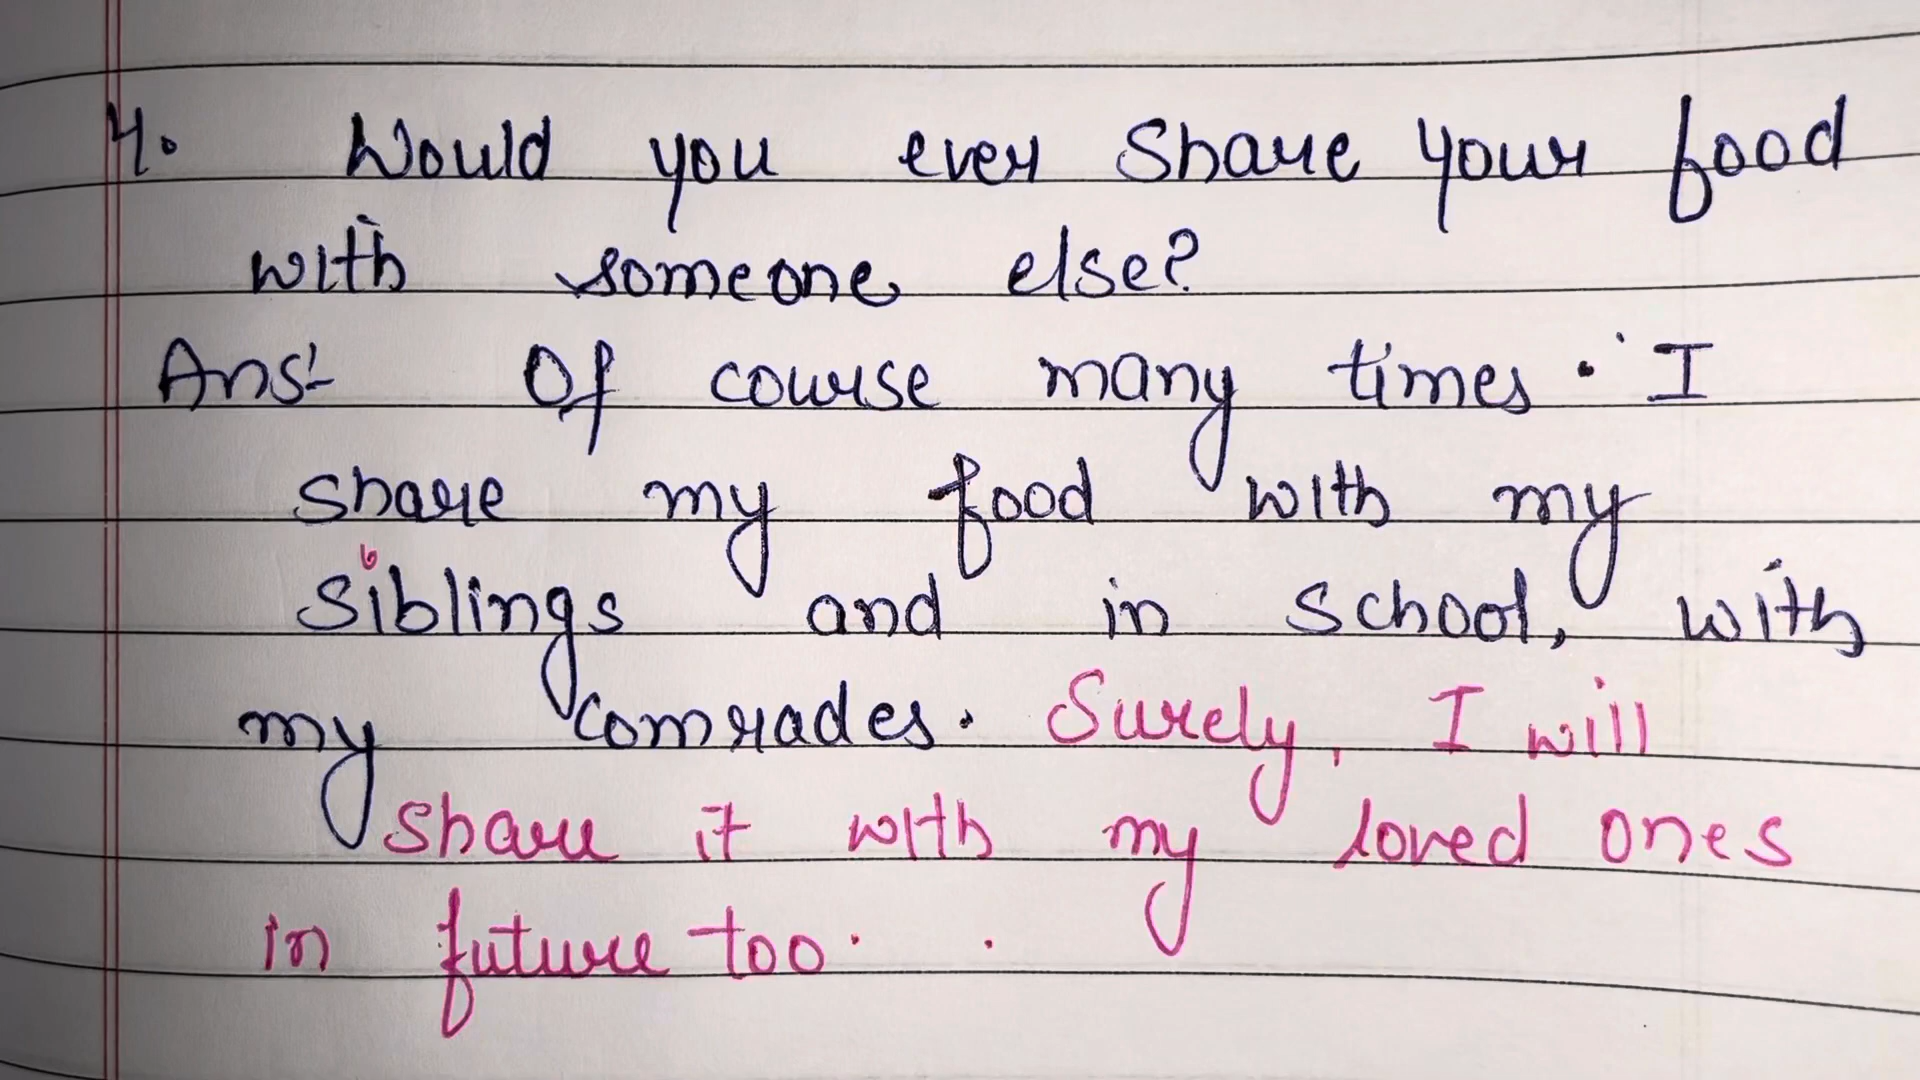 4. Would you ever share your food
with someone else?
Ans:- Of course many times. I
share my food with my
siblings and in school, with
my comrades. Surely, I will
share it with my loved ones
in future too.